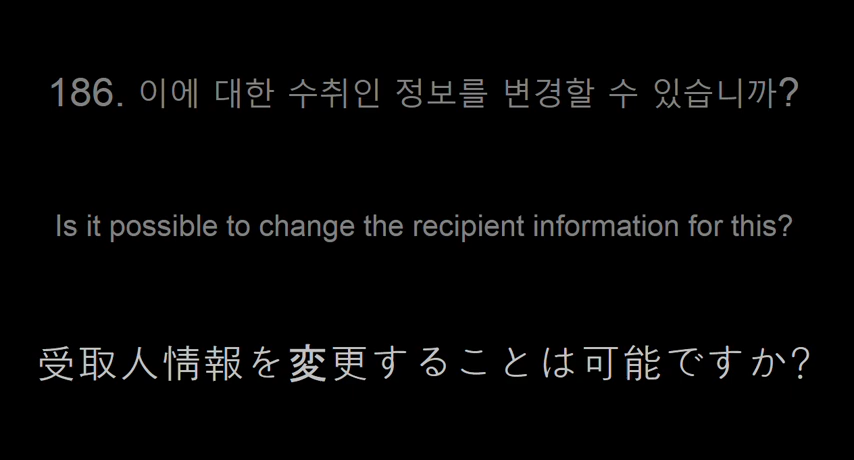 186. 이에 대한 수취인 정보를 변경할 수 있습니까?
Is it possible to change the recipient information for this?
受取人情報を変更することは可能ですか?